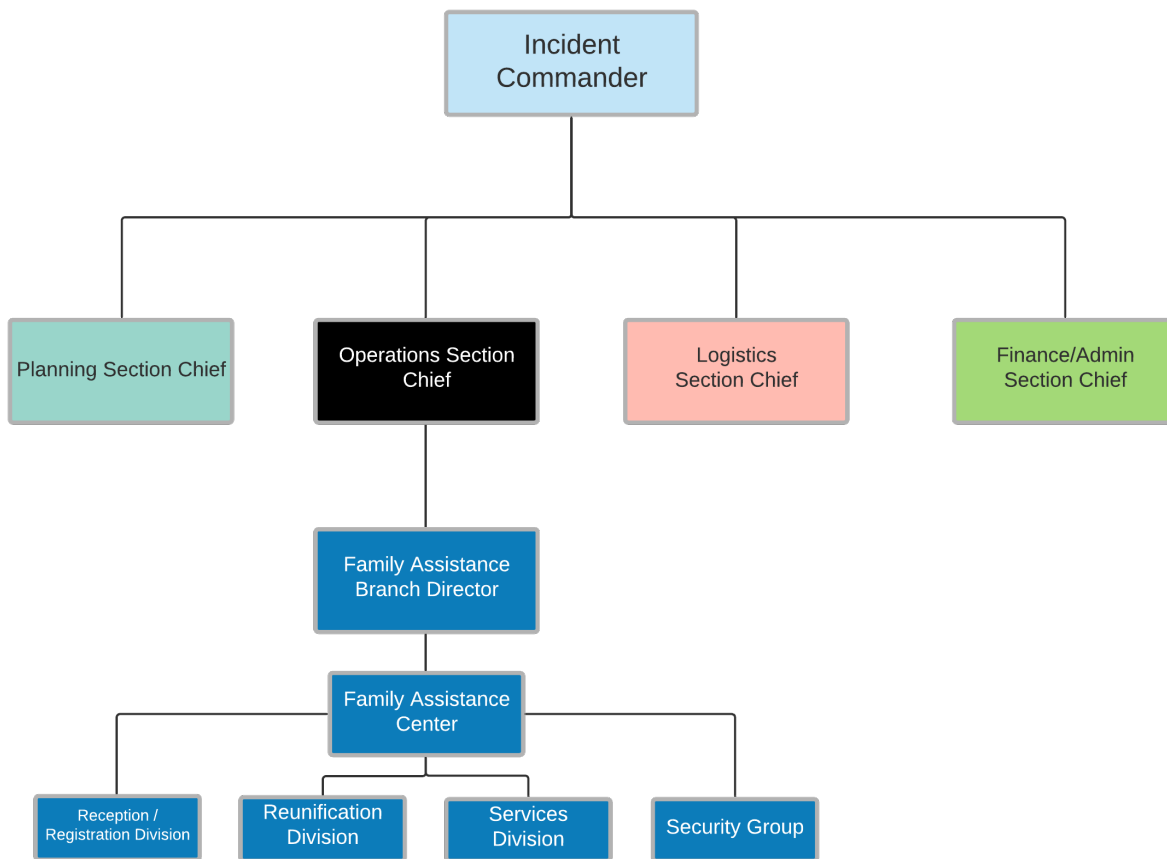 Incident
Commander
Planning Section Chief
Operations Section
Chief
Logistics
Section Chief
Finance/Admin
Section Chief
Family Assistance
Branch Director
Family Assistance
Center
Reception /
Registration Division
Reunification
Division
Services
Division
Security Group